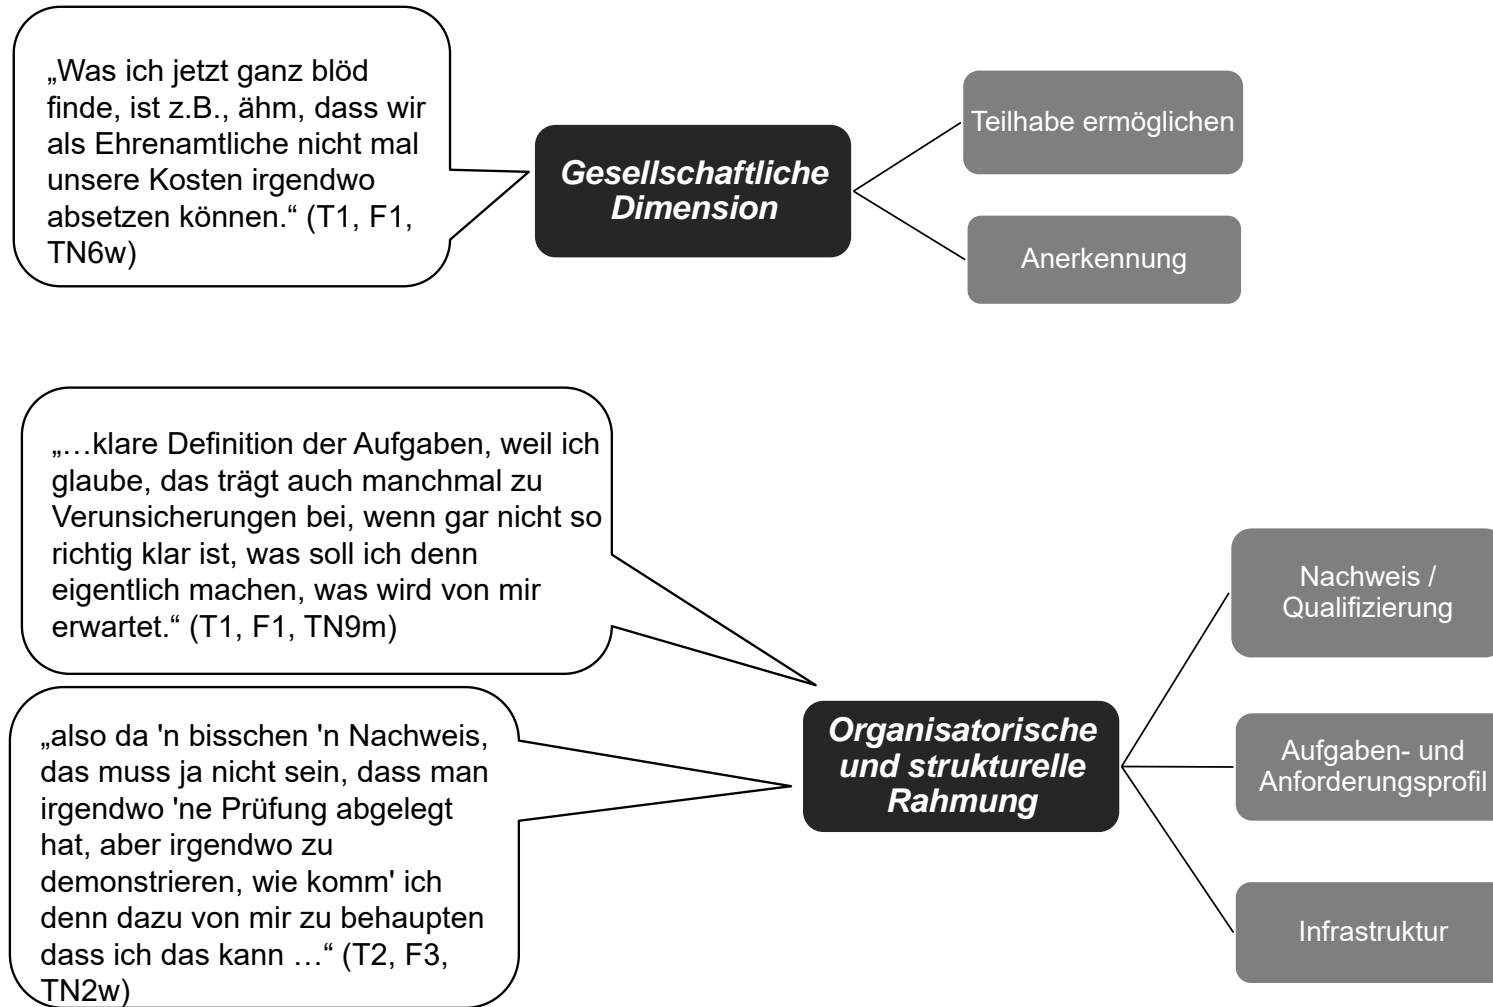 „Was ich jetzt ganz blöd
finde, ist z.B., ähm, dass wir
als Ehrenamtliche nicht mal
unsere Kosten irgendwo
absetzen können.“ (T1, F1,
TN6w)
Gesellschaftliche
Dimension
Teilhabe ermöglichen
Anerkennung
„…klare Definition der Aufgaben, weil ich
glaube, das trägt auch manchmal zu
Verunsicherungen bei, wenn gar nicht so
richtig klar ist, was soll ich denn
eigentlich machen, was wird von mir
erwartet.“ (T1, F1, TN9m)
„also da 'n bisschen 'n Nachweis,
das muss ja nicht sein, dass man
irgendwo 'ne Prüfung abgelegt
hat, aber irgendwo zu
demonstrieren, wie komm' ich
denn dazu von mir zu behaupten
dass ich das kann …“ (T2, F3,
TN2w)
Organisatorische
und strukturelle
Rahmung
Nachweis /
Qualifizierung
Aufgaben- und
Anforderungsprofil
Infrastruktur